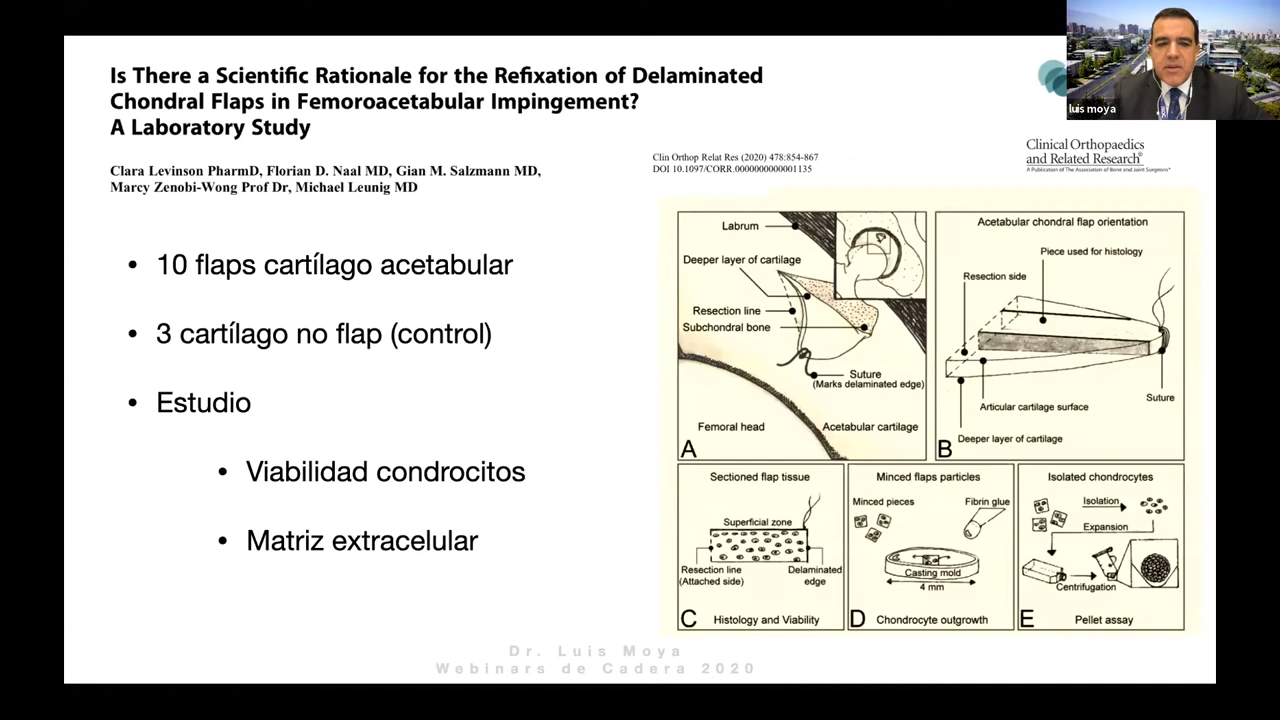 Is There a Scientific Rationale for the Refixation of Delaminated
Chondral Flaps in Femoroacetabular Impingement?
A Laboratory Study
luis moya
Clara Levinson PharmD, Florian D. Naal MD, Gian M. Salzmann MD,
Marcy Zenobi-Wong Prof Dr, Michael Leunig MD
Clin Orthop Relat Res (2020) 478:854-867
DOI 10.1097/CORR.0000000000001135
Clinical Orthopaedics
and Related Research®
A Publication of The Association of Bone and Joint Surgeons®
• 10 flaps cartílago acetabular
• 3 cartílago no flap (control)
• Estudio
• Viabilidad condrocitos
• Matriz extracelular
Labrum
Deeper layer of cartilage
Resection line
Subchondral bone
Suture
(Marks delaminated edge)
Femoral head
Acetabular cartilage
A
Acetabular chondral flap orientation
Piece used for histology
Resection side
Suture
Articular cartilage surface
Deeper layer of cartilage
B
Sectioned flap tissue
Superficial zone
Resection line
(Attached side)
Delaminated
edge
C Histology and Viability
Minced flaps particles
Minced pieces
Fibrin glue
Casting mold
4 mm
D Chondrocyte outgrowth
Isolated chondrocytes
Isolation
Expansion
Centrifugation
E Pellet assay
Dr. Luis Moya
Webinars de Cadera 2020